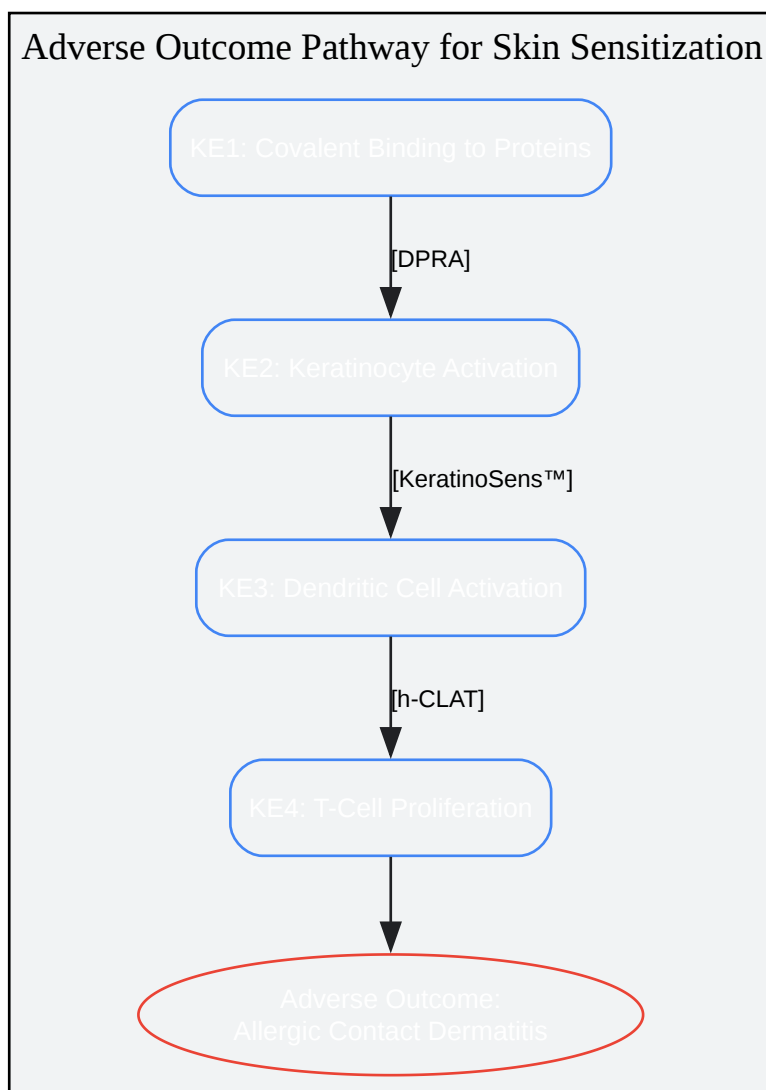 Adverse Outcome Pathway for Skin Sensitization
KE1: Covalent Binding to Proteins
[DPRA]
KE2: Keratinocyte Activation
[KeratinoSens™]
KE3: Dendritic Cell Activation
[h-CLAT]
KE4: T-Cell Proliferation
Adverse Outcome:
Allergic Contact Dermatitis